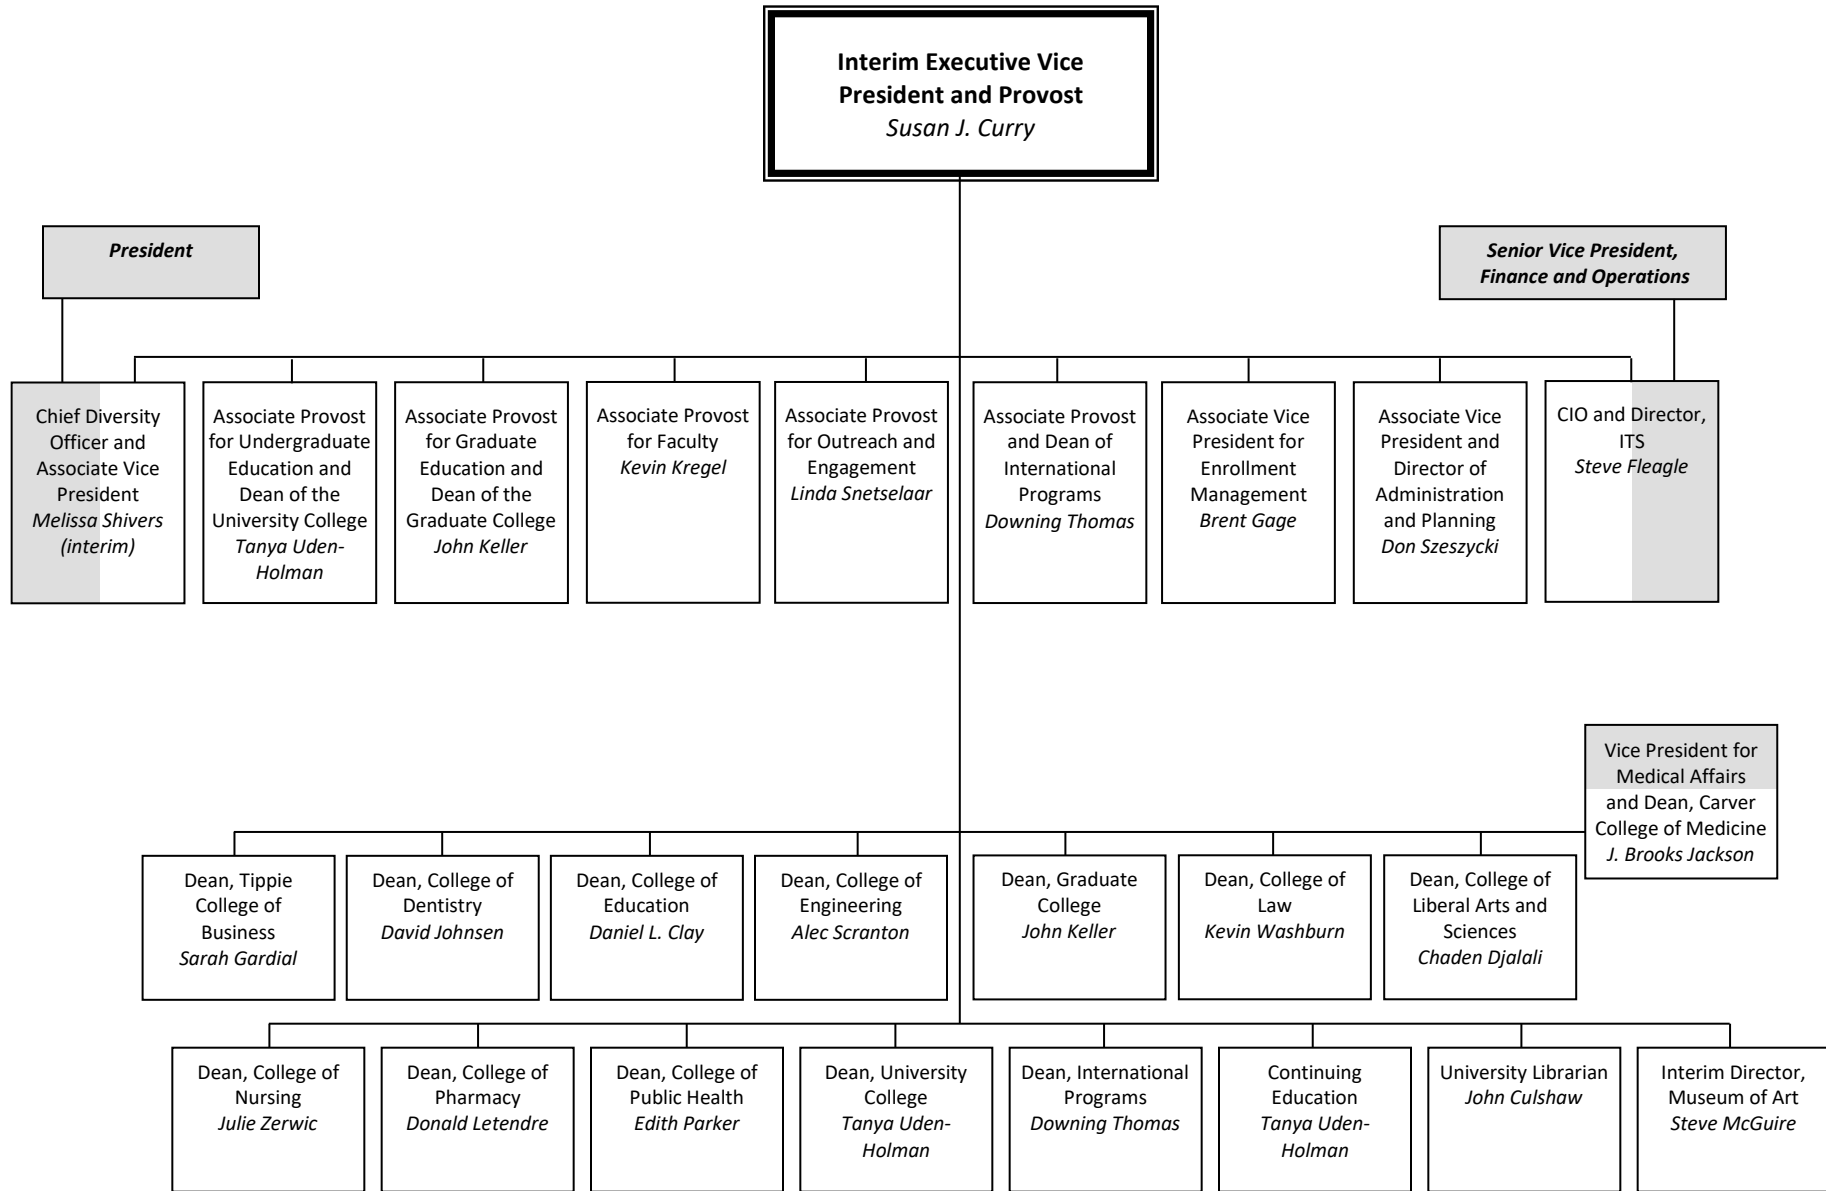 Interim Executive Vice
President and Provost
Susan J. Curry
President
Senior Vice President,
Finance and Operations
Chief Diversity
Officer and
Associate Vice
President
Melissa Shivers
(interim)
Associate Provost
for Undergraduate
Education and
Dean of the
University College
Tanya Uden-
Holman
Associate Provost
for Graduate
Education and
Dean of the
Graduate College
John Keller
Associate Provost
for Faculty
Kevin Kregel
Associate Provost
for Outreach and
Engagement
Linda Snetselaar
Associate Provost
and Dean of
International
Programs
Downing Thomas
Associate Vice
President for
Enrollment
Management
Brent Gage
Associate Vice
President and
Director of
Administration
and Planning
Don Szeszycki
CIO and Director,
ITS
Steve Fleagle
Vice President for
Medical Affairs
and Dean, Carver
College of Medicine
J. Brooks Jackson
Dean, Tippie
College of
Business
Sarah Gardial
Dean, College of
Dentistry
David Johnsen
Dean, College of
Education
Daniel L. Clay
Dean, College of
Engineering
Alec Scranton
Dean, Graduate
College
John Keller
Dean, College of
Law
Kevin Washburn
Dean, College of
Liberal Arts and
Sciences
Chaden Djalali
Dean, College of
Nursing
Julie Zerwic
Dean, College of
Pharmacy
Donald Letendre
Dean, College of
Public Health
Edith Parker
Dean, University
College
Tanya Uden-
Holman
Dean, International
Programs
Downing Thomas
Continuing
Education
Tanya Uden-
Holman
University Librarian
John Culshaw
Interim Director,
Museum of Art
Steve McGuire